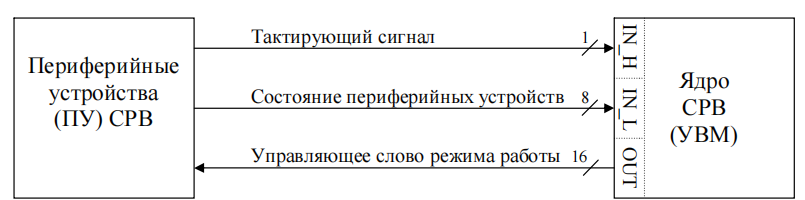 Периферийные
устройства
(ПУ) СРВ
Тактирующий сигнал 1
Состояние периферийных устройств 8
Управляющее слово режима работы 16
IN_H
IN_L
OUT
Ядро
СРВ
(УВМ)